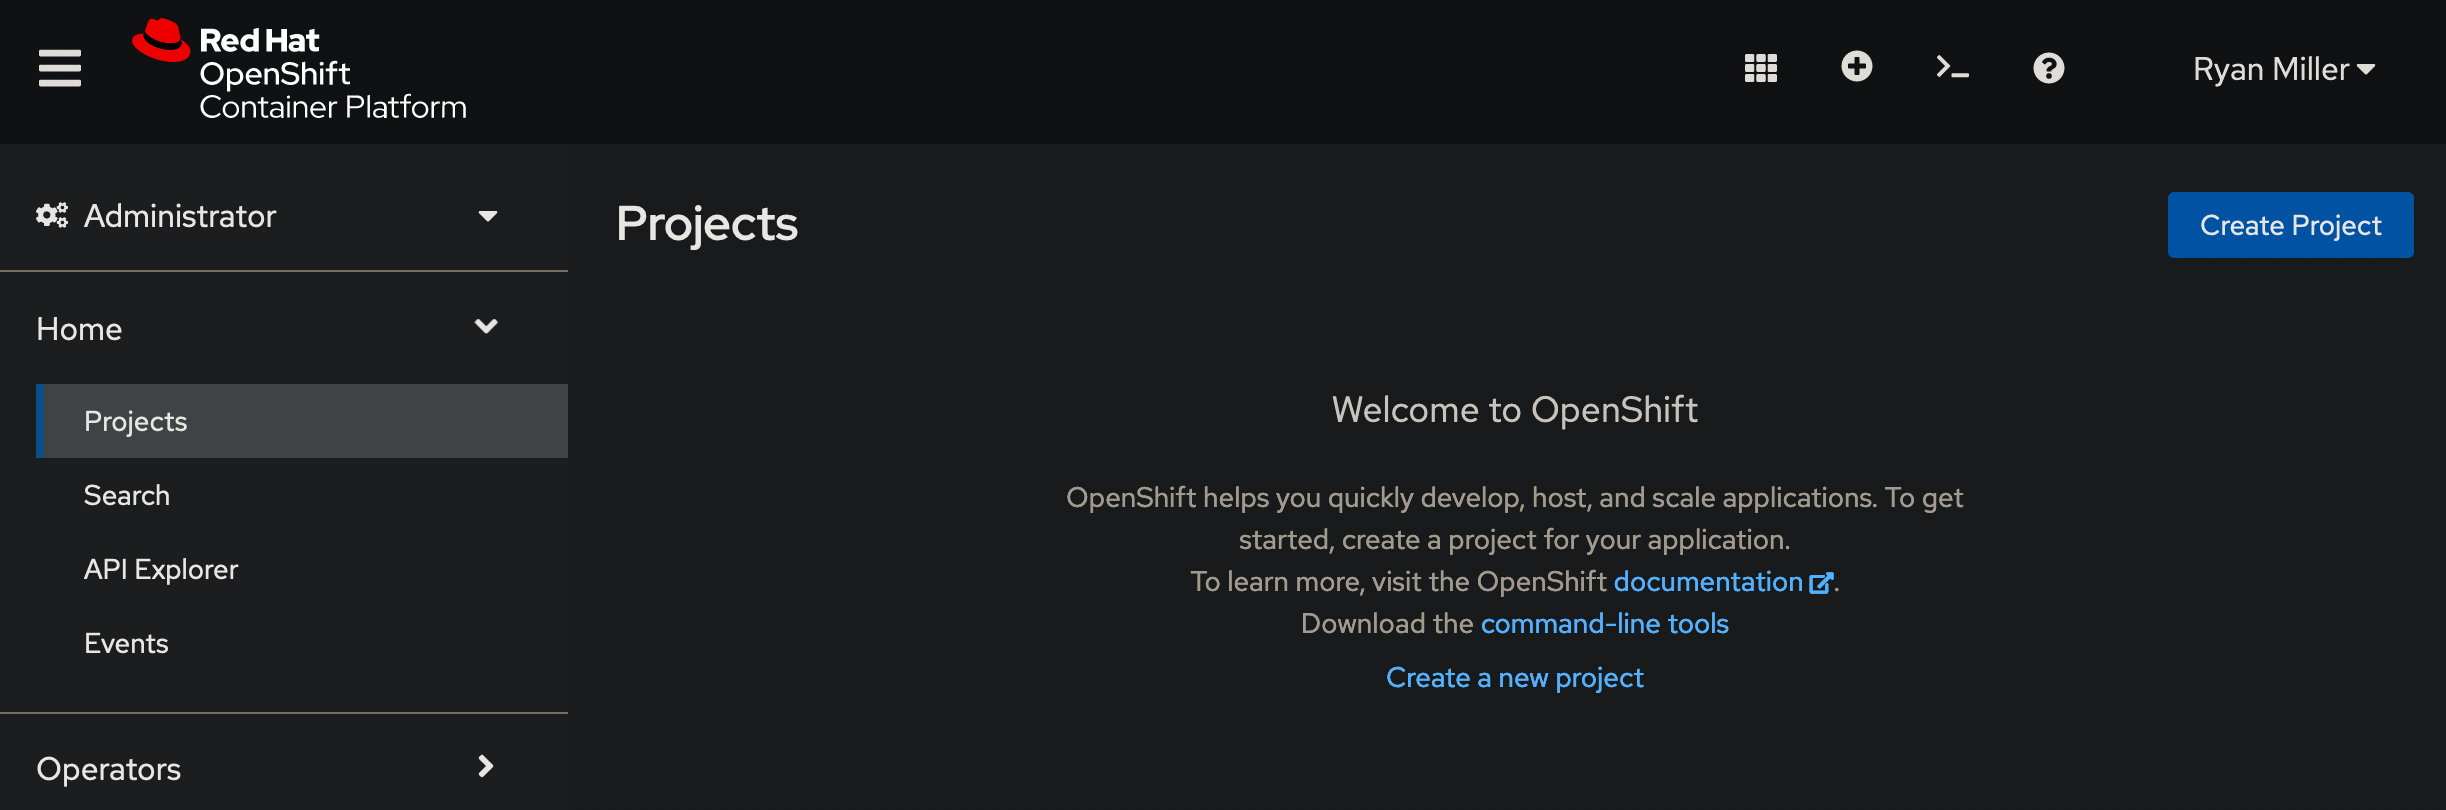 Red Hat
OpenShift
Container Platform
Ryan Miller
Administrator
Home
Projects
Search
API Explorer
Events
Operators
Projects
Create Project
Welcome to OpenShift
OpenShift helps you quickly develop, host, and scale applications. To get
started, create a project for your application.
To learn more, visit the OpenShift documentation.
Download the command-line tools
Create a new project